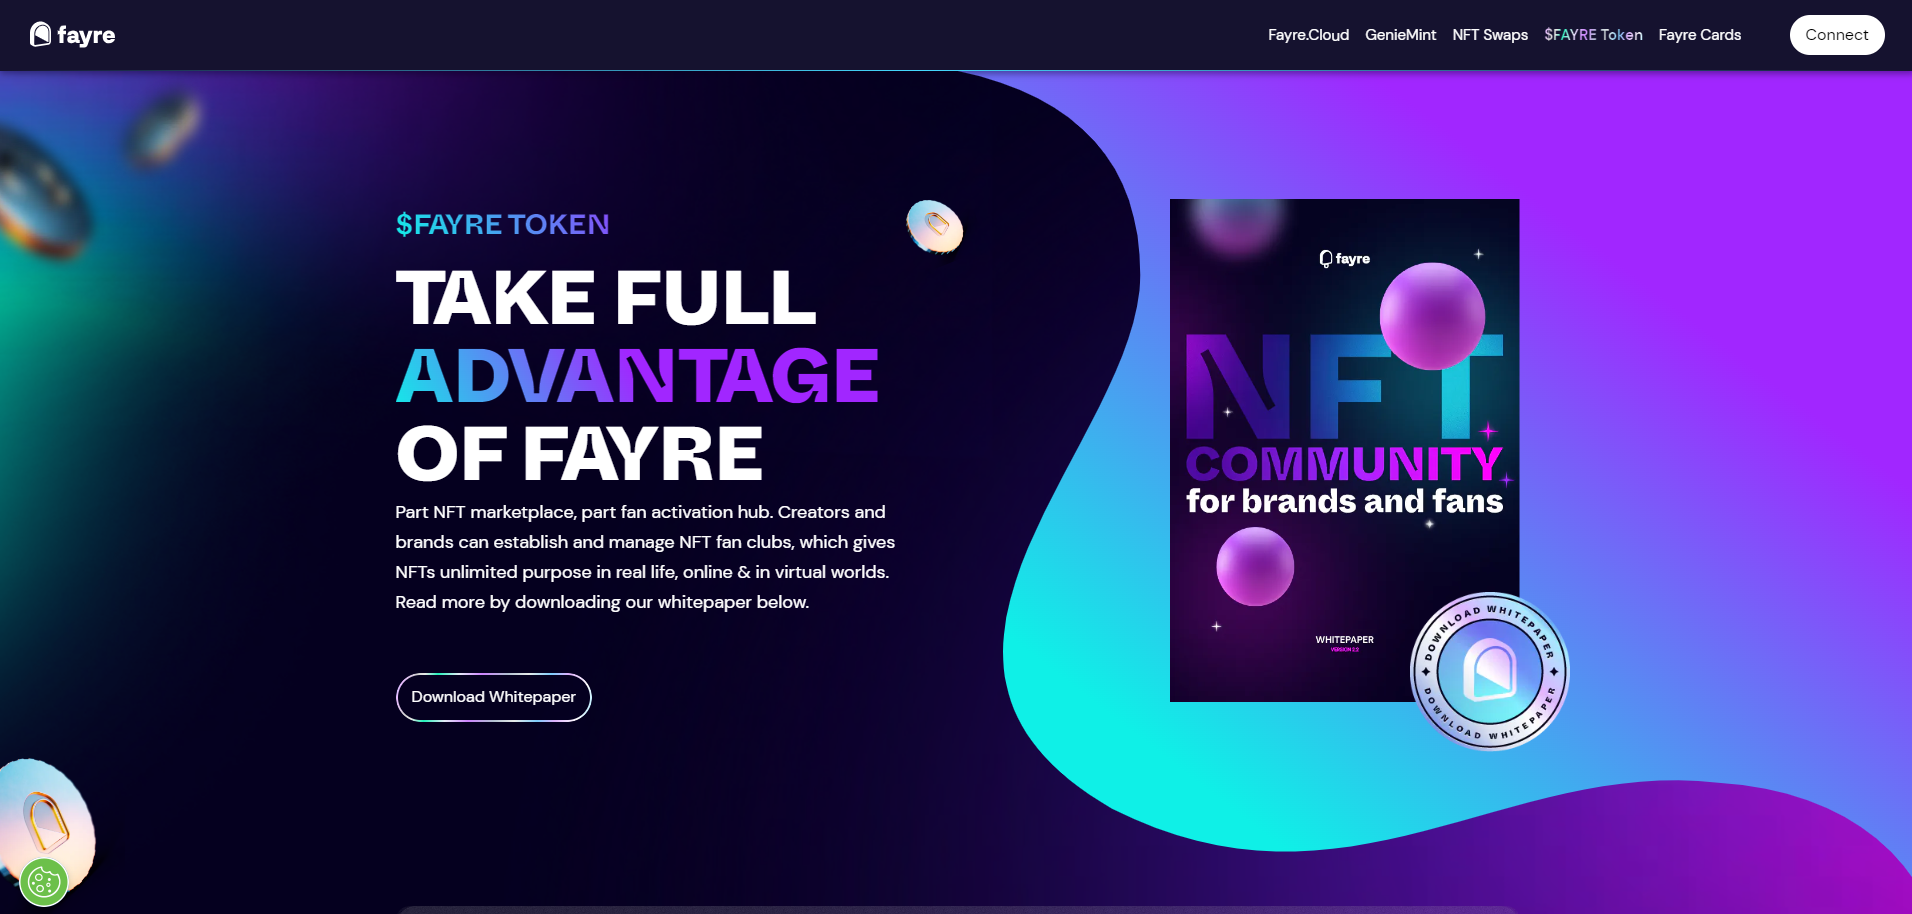 fayre
Fayre.Cloud GenieMint NFT Swaps $FAYRE Token Fayre Cards Connect
$FAYRE TOKEN
TAKE FULL
ADVANTAGE
OF FAYRE
Part NFT marketplace, part fan activation hub. Creators and
brands can establish and manage NFT fan clubs, which gives
NFTs unlimited purpose in real life, online & in virtual worlds.
Read more by downloading our whitepaper below.
Download Whitepaper
fayre
NFT
COMMUNITY
for brands and fans
WHITEPAPER
DOWNLOAD WHITEPAPER
DOWNLOAD WHITEPAPER